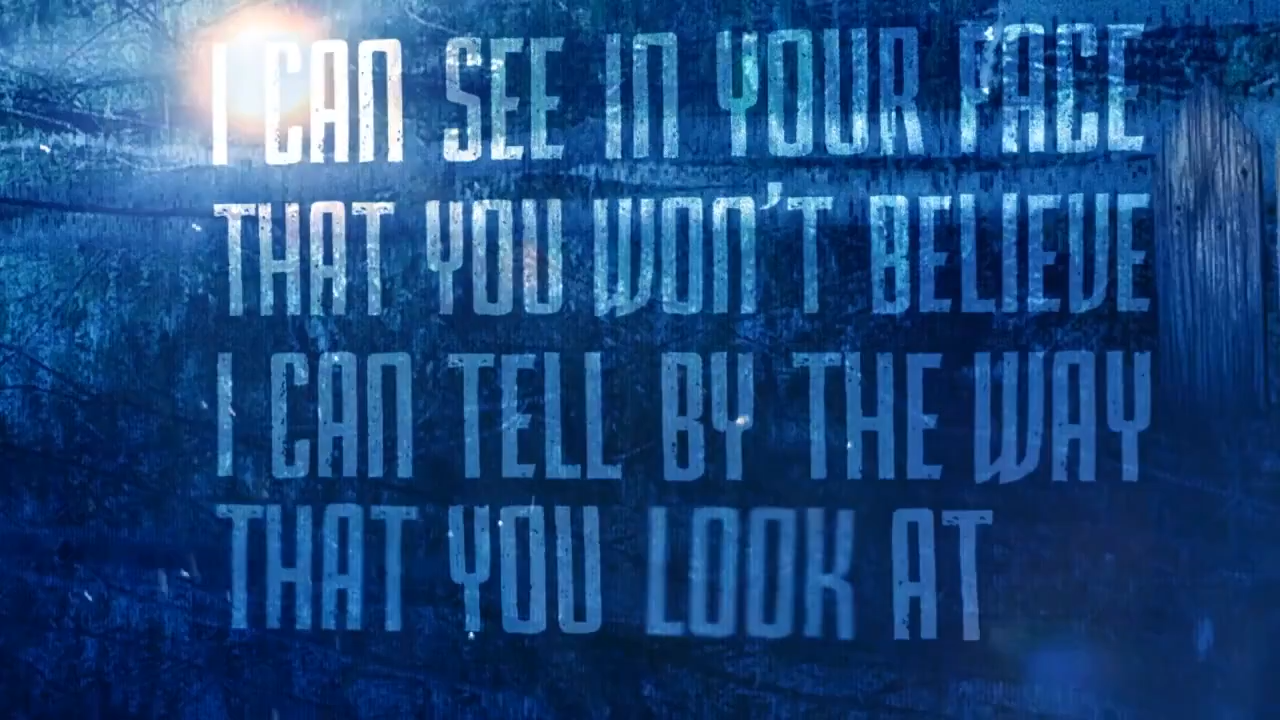 I CAN SEE IN YOUR FACE
THAT YOU WON'T BELIEVE
I CAN TELL BY THE WAY
THAT YOU LOOK AT